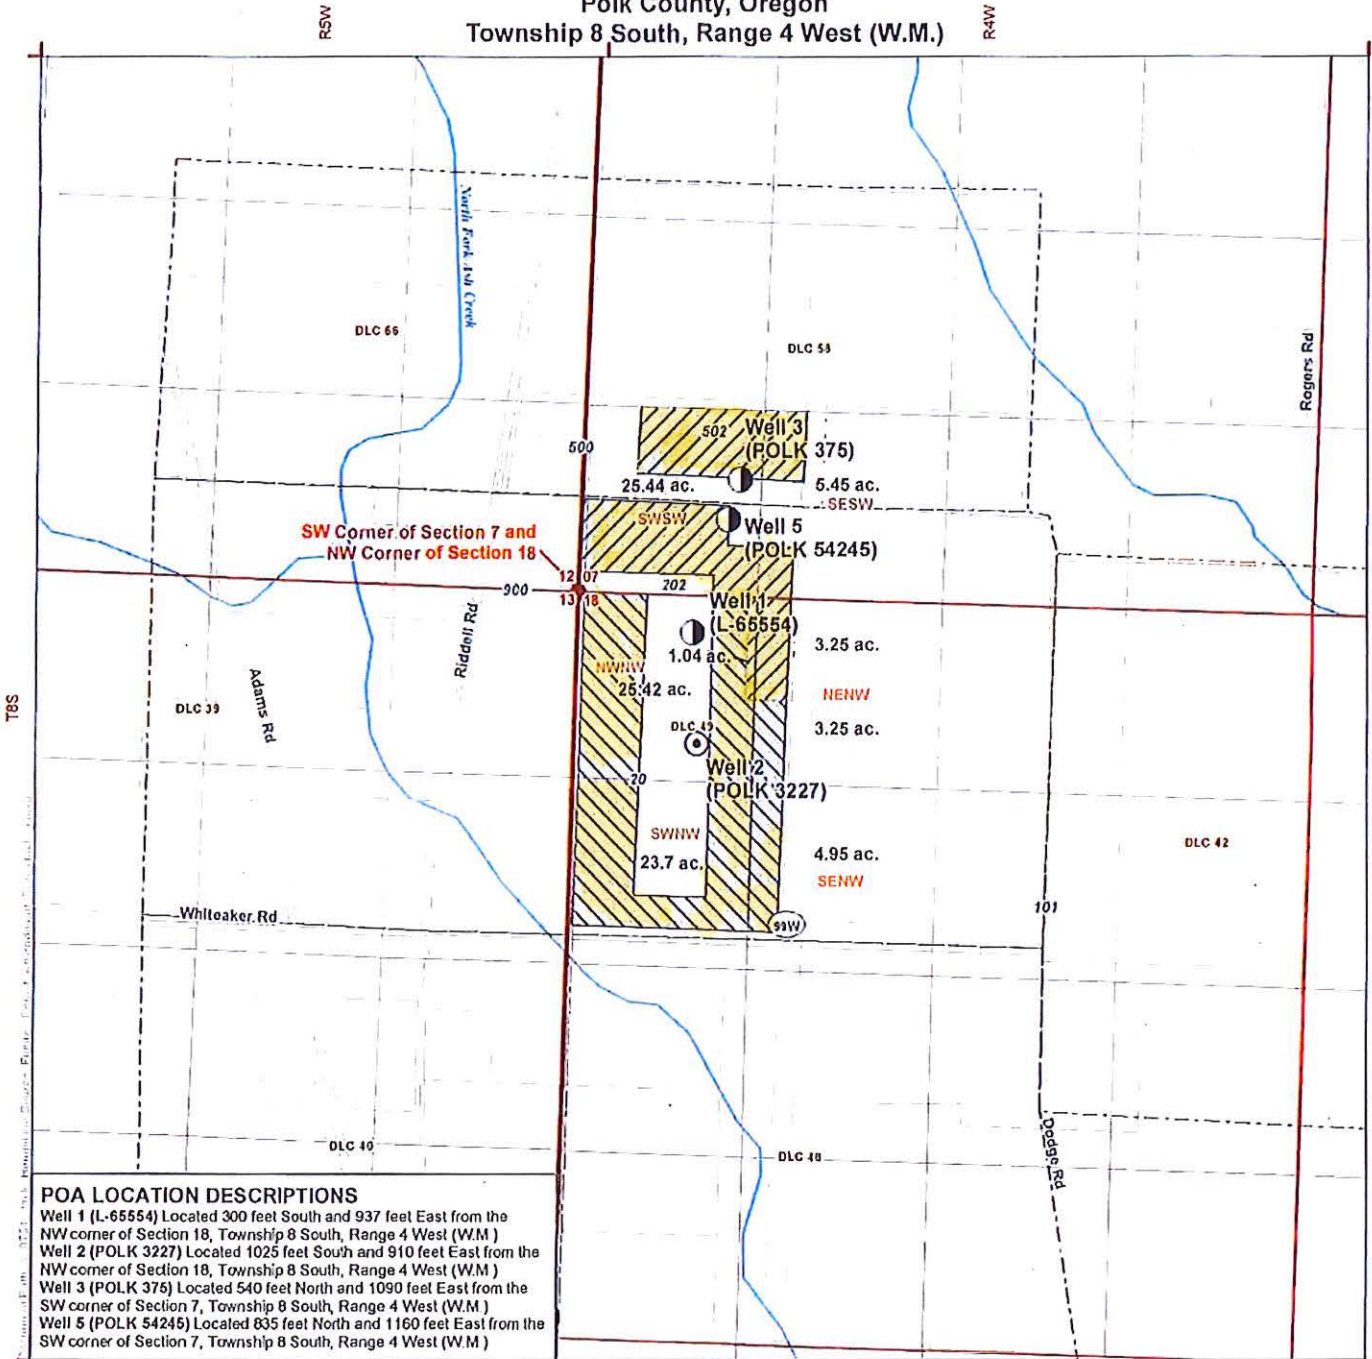 Polk County, Oregon
Township 8 South, Range 4 West (W.M.)
R5W
R4W
North Fork Ash Creek
DLC 66
DLC 58
Rogers Rd
500
502
Well 3
(POLK 375)
25.44 ac.
5.45 ac.
SESW
SWSW
Well 5
(POLK 54245)
SW Corner of Section 7 and
NW Corner of Section 18
12 07
13 18
900
202
Well 1
(L-65554)
1.04 ac.
3.25 ac.
Riddell Rd
Adams Rd
T8S
DLC 39
NWNW
25.42 ac.
NENW
3.25 ac.
DLC 49
Well 2
(POLK 3227)
20
SWNW
23.7 ac.
4.95 ac.
SENW
DLC 42
Whiteaker Rd
99W
101
DLC 40
DLC 48
Dodge Rd
POA LOCATION DESCRIPTIONS
Well 1 (L-65554) Located 300 feet South and 937 feet East from the
NW corner of Section 18, Township 8 South, Range 4 West (W.M )
Well 2 (POLK 3227) Located 1025 feet South and 910 feet East from the
NW corner of Section 18, Township 8 South, Range 4 West (W.M )
Well 3 (POLK 375) Located 540 feet North and 1090 feet East from the
SW corner of Section 7, Township 8 South, Range 4 West (W.M )
Well 5 (POLK 54245) Located 835 feet North and 1160 feet East from the
SW corner of Section 7, Township 8 South, Range 4 West (W.M )